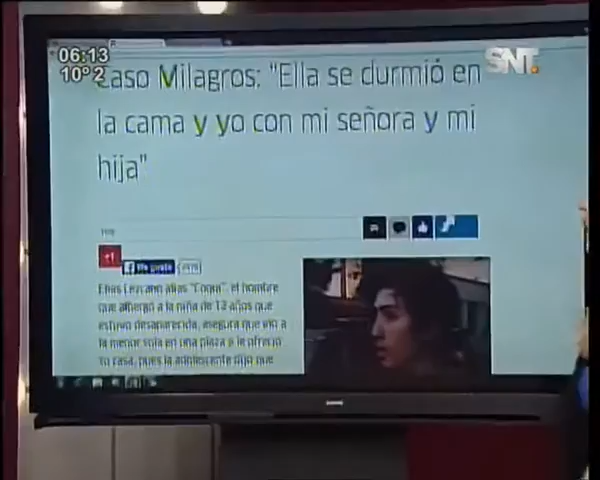 06:13
10°2
SNT.
Caso Milagros: "Ella se durmió en
la cama y yo con mi señora y mi
hija"
+1
Me gusta
Elías Lezcano alias "Coqui", el hombre
que albergó a la niña de 12 años que
estuvo desaparecida, asegura que vio a
la menor sola en una plaza y le ofreció
su casa, pues la adolescente dijo que